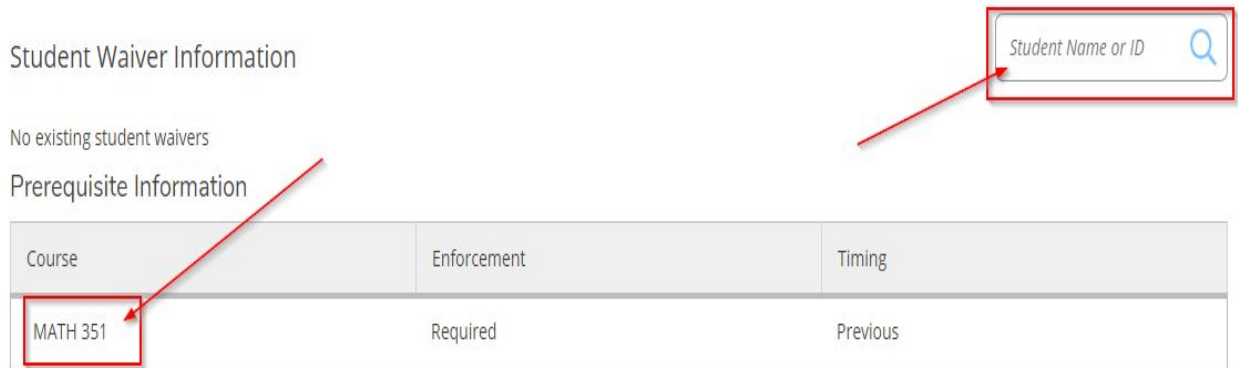 Student Waiver Information
Student Name or ID
No existing student waivers
Prerequisite Information
Course Enforcement Timing
MATH 351 Required Previous